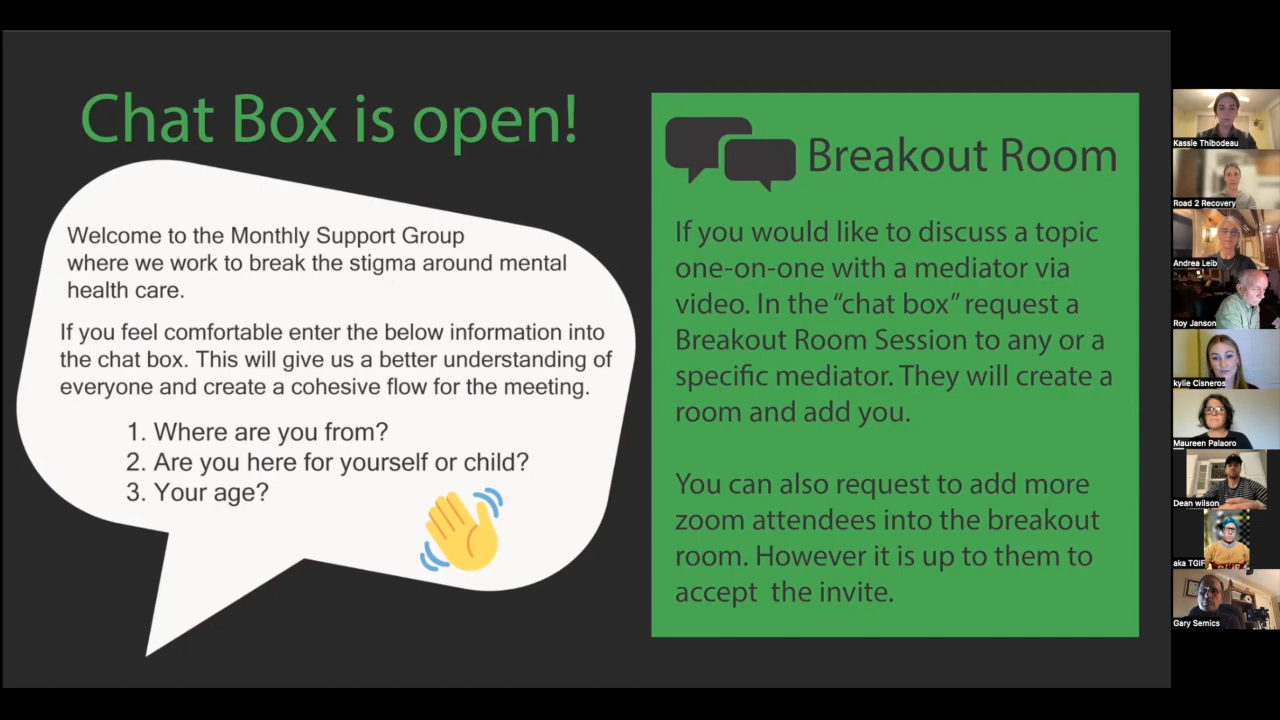 Chat Box is open!
Welcome to the Monthly Support Group
where we work to break the stigma around mental
health care.
If you feel comfortable enter the below information into
the chat box. This will give us a better understanding of
everyone and create a cohesive flow for the meeting.
1. Where are you from?
2. Are you here for yourself or child?
3. Your age?
Breakout Room
If you would like to discuss a topic
one-on-one with a mediator via
video. In the “chat box” request a
Breakout Room Session to any or a
specific mediator. They will create a
room and add you.
You can also request to add more
zoom attendees into the breakout
room. However it is up to them to
accept the invite.
Kassie Thibodeau
Road 2 Recovery
Andrea Leib
Roy Janson
kylie Cisneros
Maureen Palaoro
Dean wilson
aka TGIF
Gary Semics